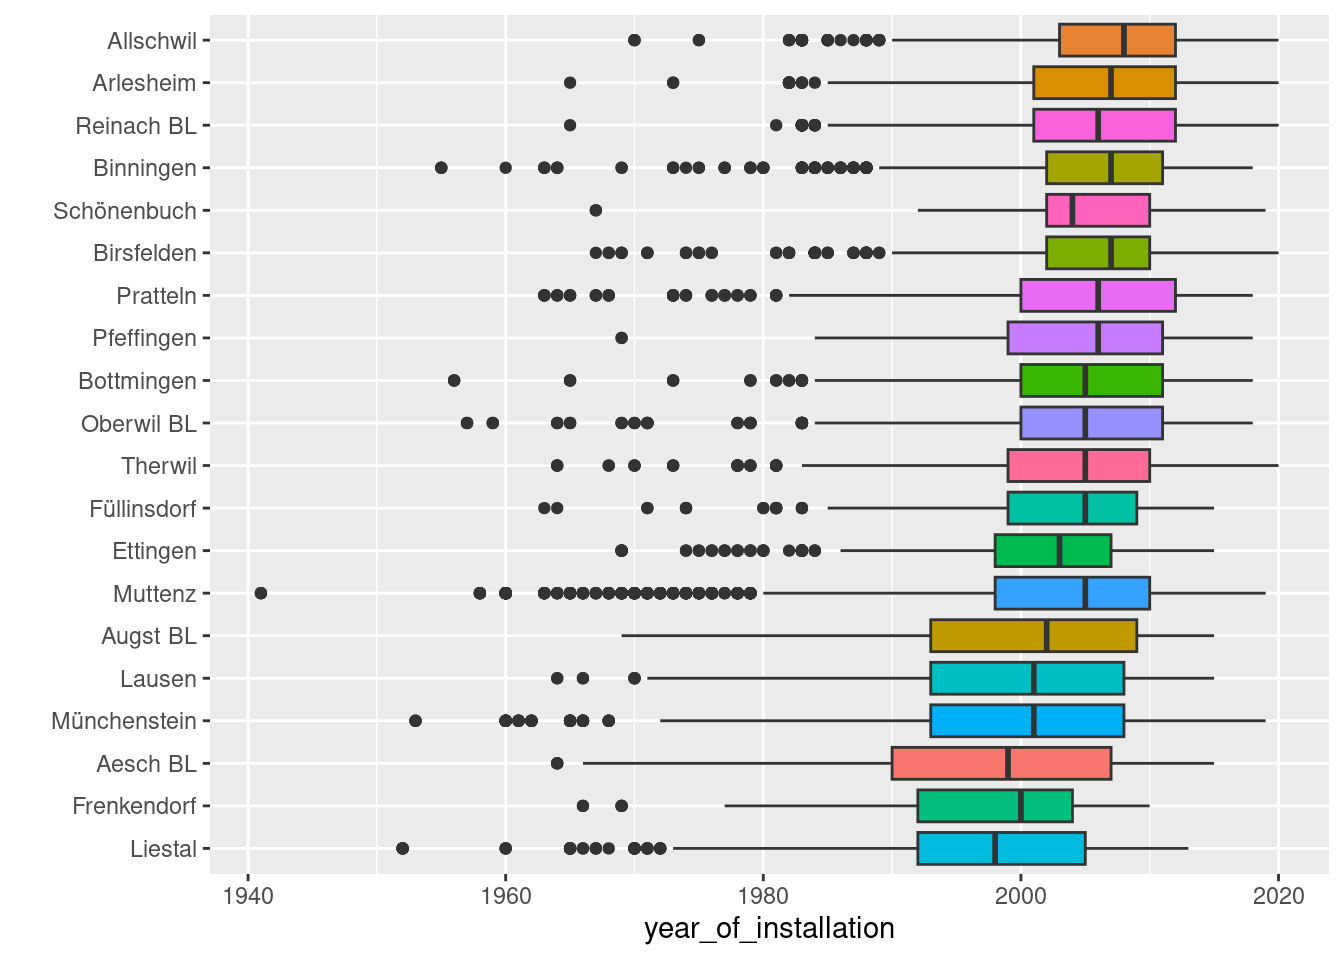 Allschwil
Arlesheim
Reinach BL
Binningen
Schönenbuch
Birsfelden
Pratteln
Pfeffingen
Bottmingen
Oberwil BL
Therwil
Füllinsdorf
Ettingen
Muttenz
Augst BL
Lausen
Münchenstein
Aesch BL
Frenkendorf
Liestal
1940 1960 1980 2000 2020
year_of_installation